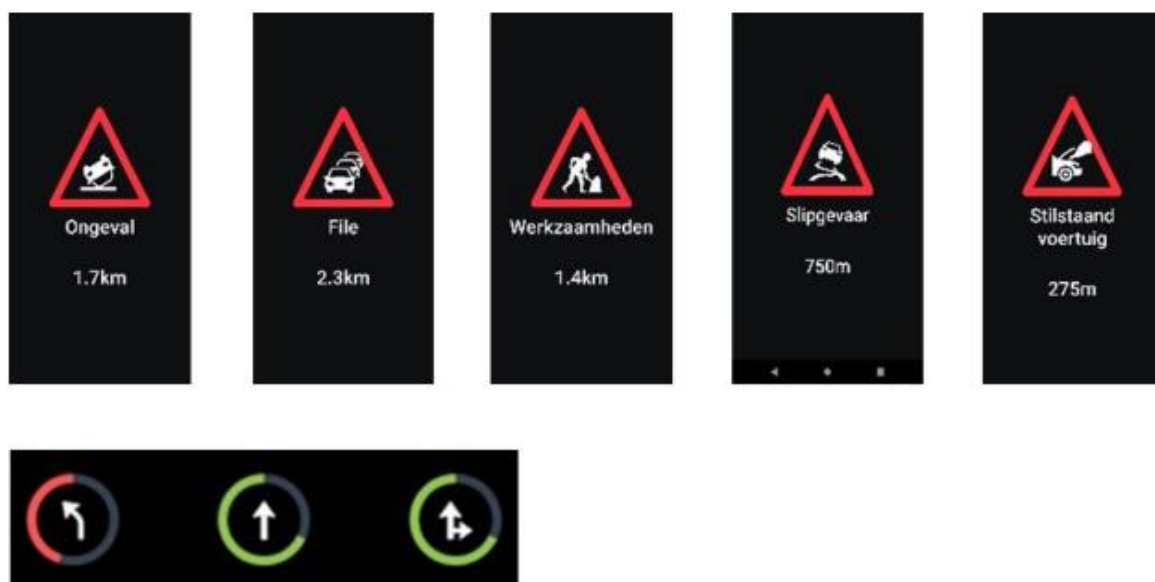 Ongeval
1.7km
File
2.3km
Werkzaamheden
1.4km
Slipgevaar
750m
Stilstaand
voertuig
275m